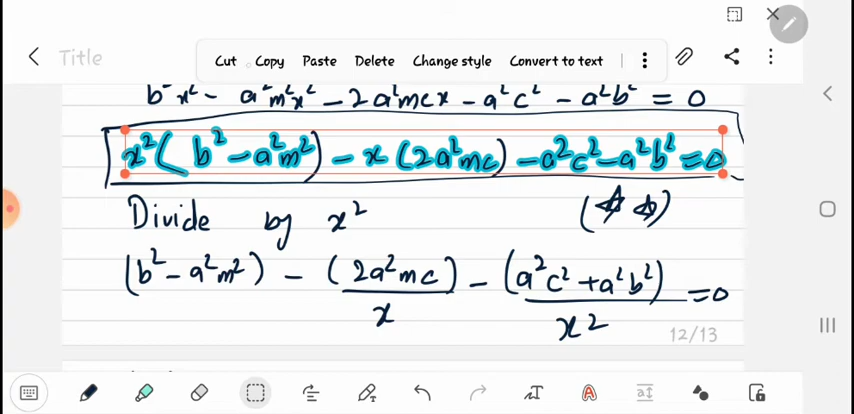 Title
Cut Copy Paste Delete Change style Convert to text
b²x² - a²m²x² - 2a²mcx - a²c² - a²b² = 0
x²(b² - a²m²) - x(2a²mc) - a²c² - a²b² = 0
Divide by x² (☆☆)
(b² - a²m²) - (2a²mc)/x - (a²c² + a²b²)/x² = 0
12/13